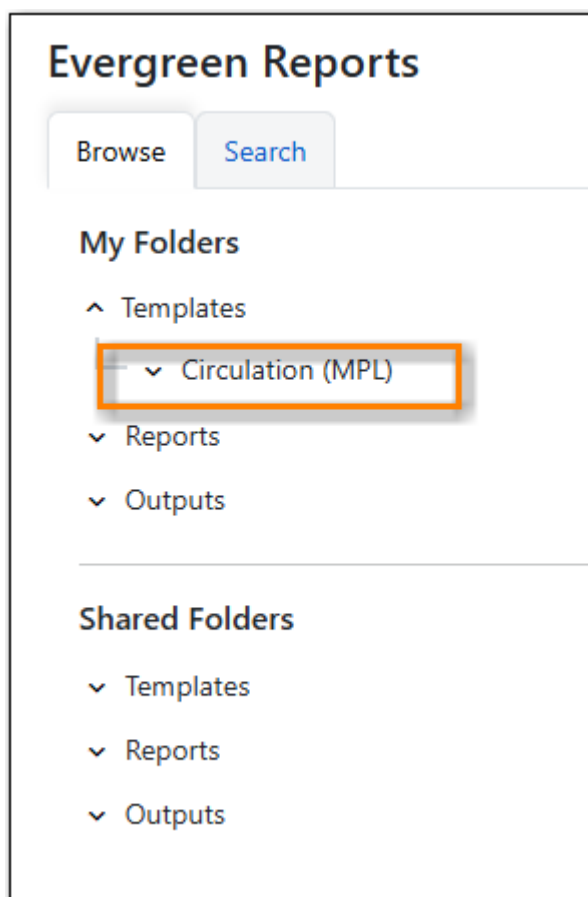 Evergreen Reports
Browse Search
My Folders
Templates
Circulation (MPL)
Reports
Outputs
Shared Folders
Templates
Reports
Outputs